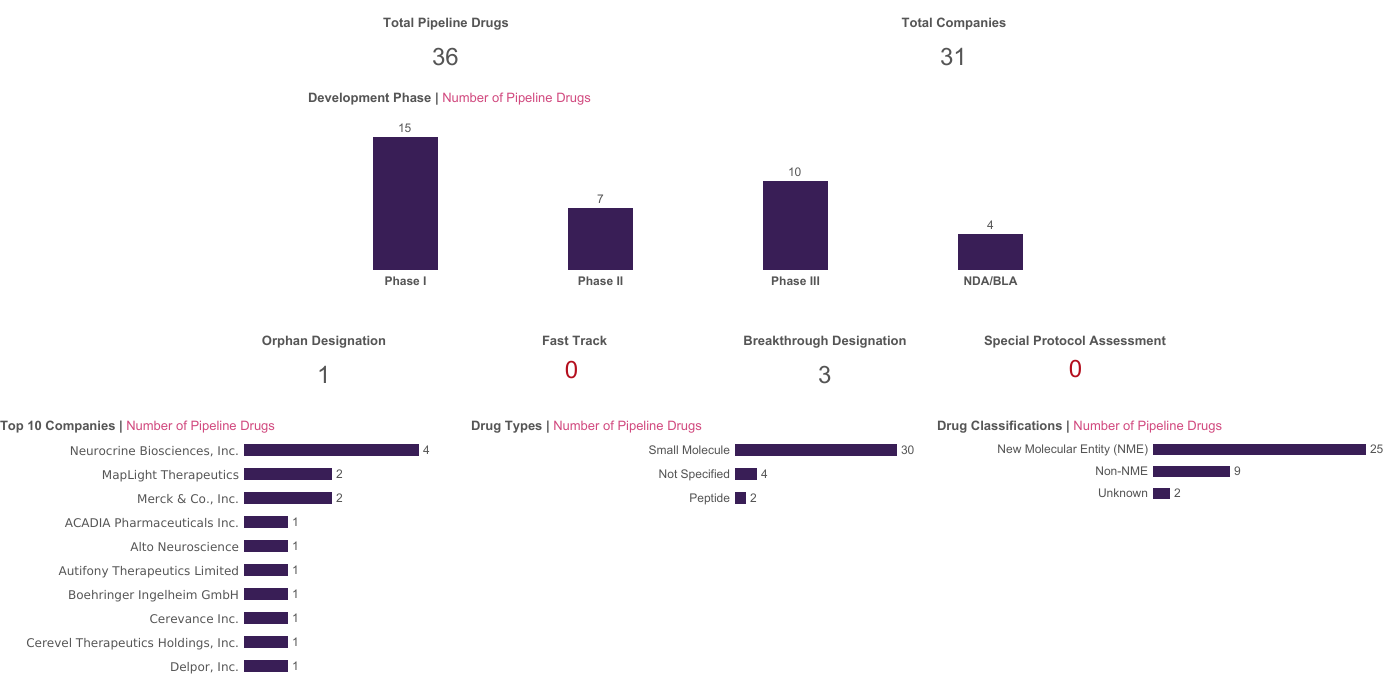 Total Pipeline Drugs
Total Companies
36
31
Development Phase | Number of Pipeline Drugs
15
7
10
4
Phase I
Phase II
Phase III
NDA/BLA
Orphan Designation
Fast Track
Breakthrough Designation
Special Protocol Assessment
1
0
3
0
Top 10 Companies | Number of Pipeline Drugs
Neurocrine Biosciences, Inc. 4
MapLight Therapeutics 2
Merck & Co., Inc. 2
ACADIA Pharmaceuticals Inc. 1
Alto Neuroscience 1
Autifony Therapeutics Limited 1
Boehringer Ingelheim GmbH 1
Cerevance Inc. 1
Cerevel Therapeutics Holdings, Inc. 1
Delpor, Inc. 1
Drug Types | Number of Pipeline Drugs
Small Molecule 30
Not Specified 4
Peptide 2
Drug Classifications | Number of Pipeline Drugs
New Molecular Entity (NME) 25
Non-NME 9
Unknown 2